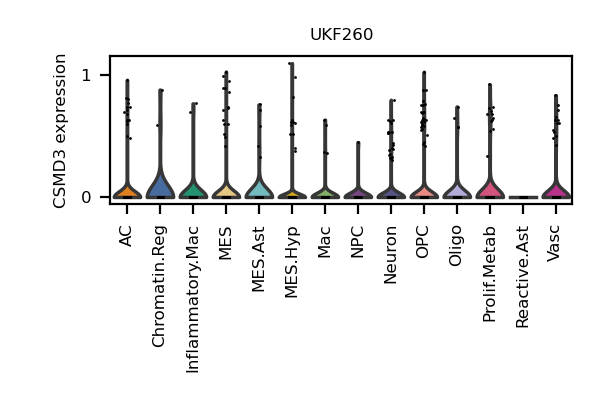 UKF260
CSMD3 expression
1
0
AC
Chromatin.Reg
Inflammatory.Mac
MES
MES.Ast
MES.Hyp
Mac
NPC
Neuron
OPC
Oligo
Prolif.Metab
Reactive.Ast
Vasc